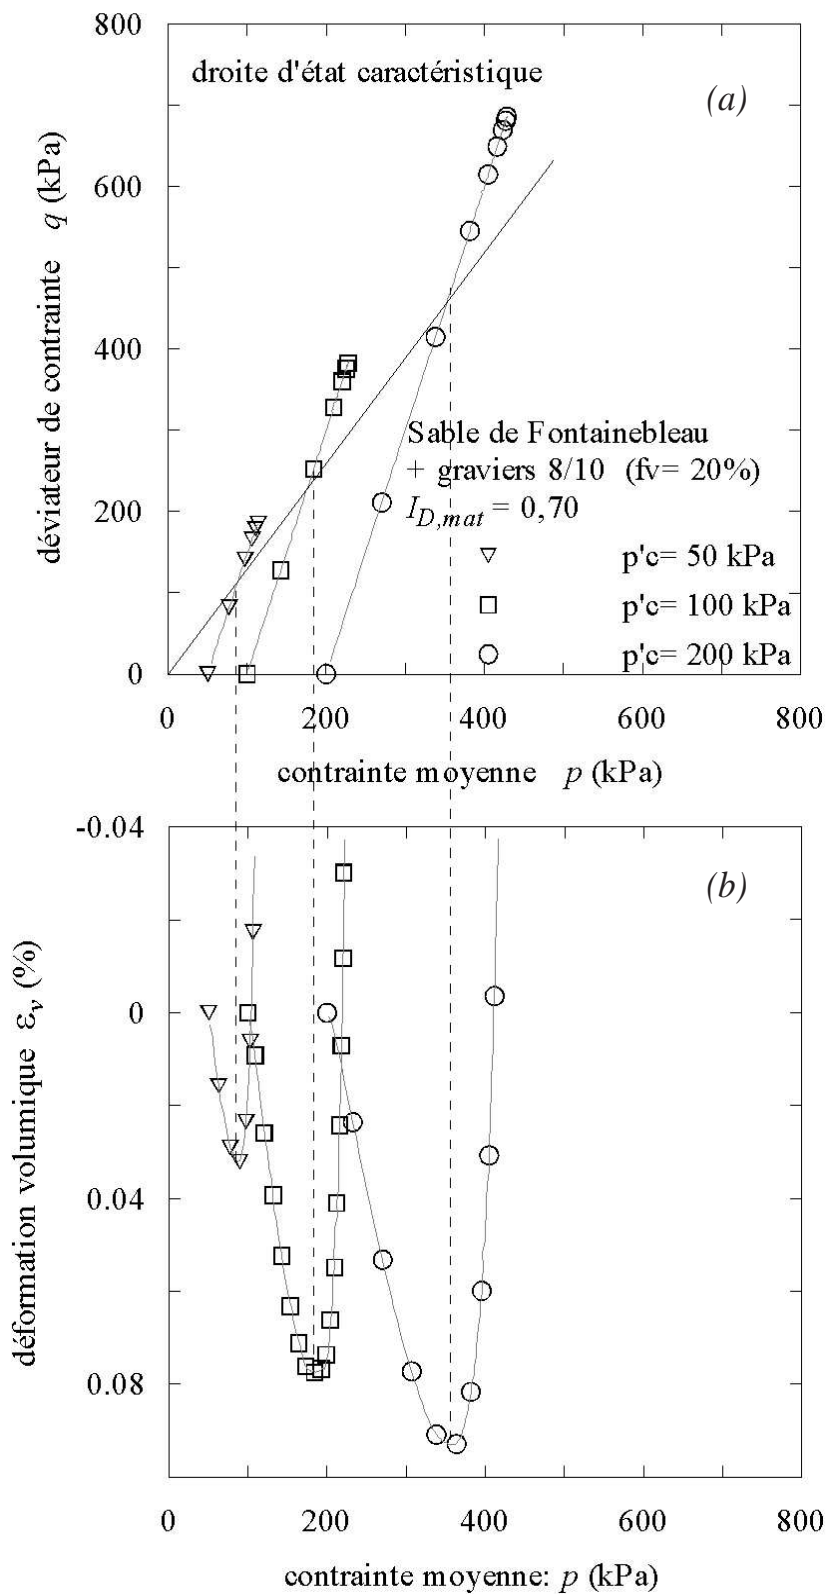 800
droite d'état caractéristique
(a)
600
déviateur de contrainte q (kPa)
400
Sable de Fontainebleau
+ graviers 8/10 (fv= 20%)
I_{D,mat} = 0,70
200
p'c= 50 kPa
p'c= 100 kPa
p'c= 200 kPa
0
0 200 400 600 800
contrainte moyenne p (kPa)
-0.04
(b)
0
déformation volumique ε_v (%)
0.04
0.08
0 200 400 600 800
contrainte moyenne: p (kPa)